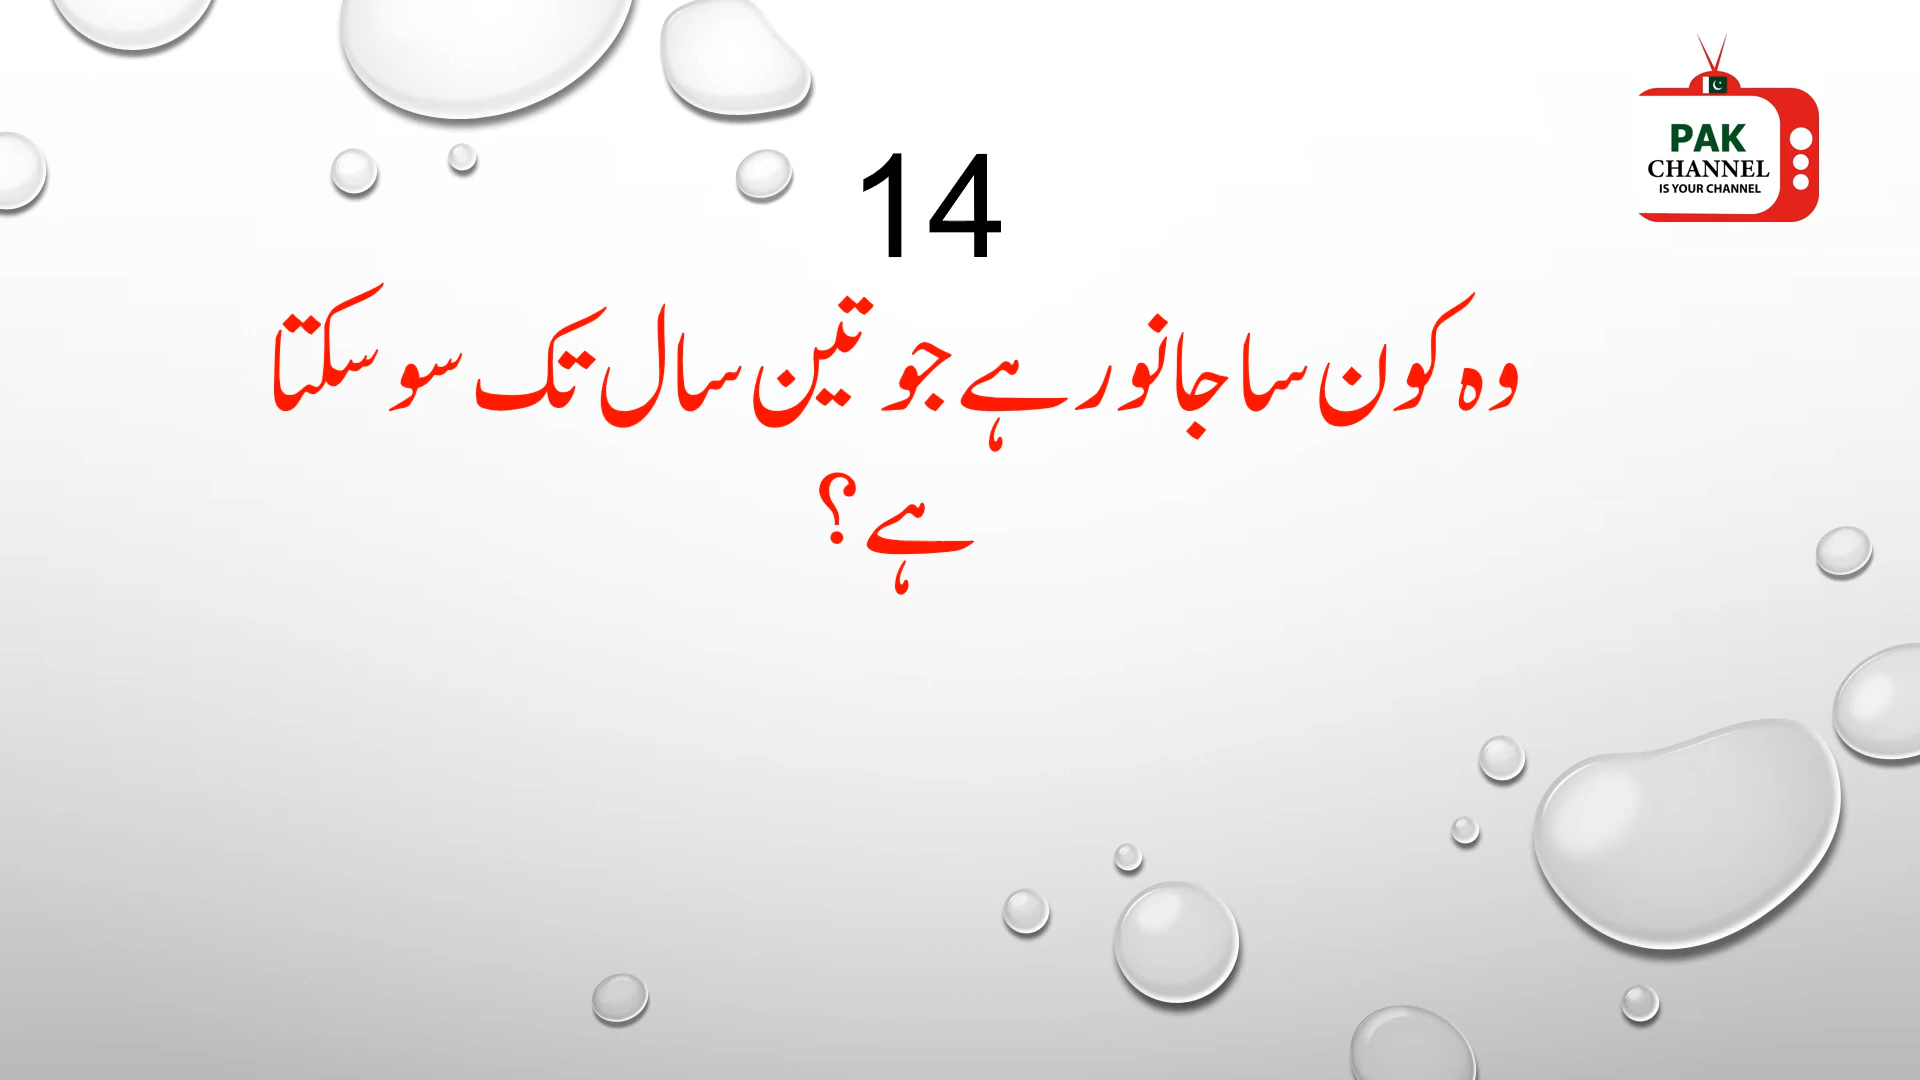 PAK
CHANNEL
IS YOUR CHANNEL
14
وہ کون سا جانور ہے جو تین سال تک سو سکتا
ہے ؟